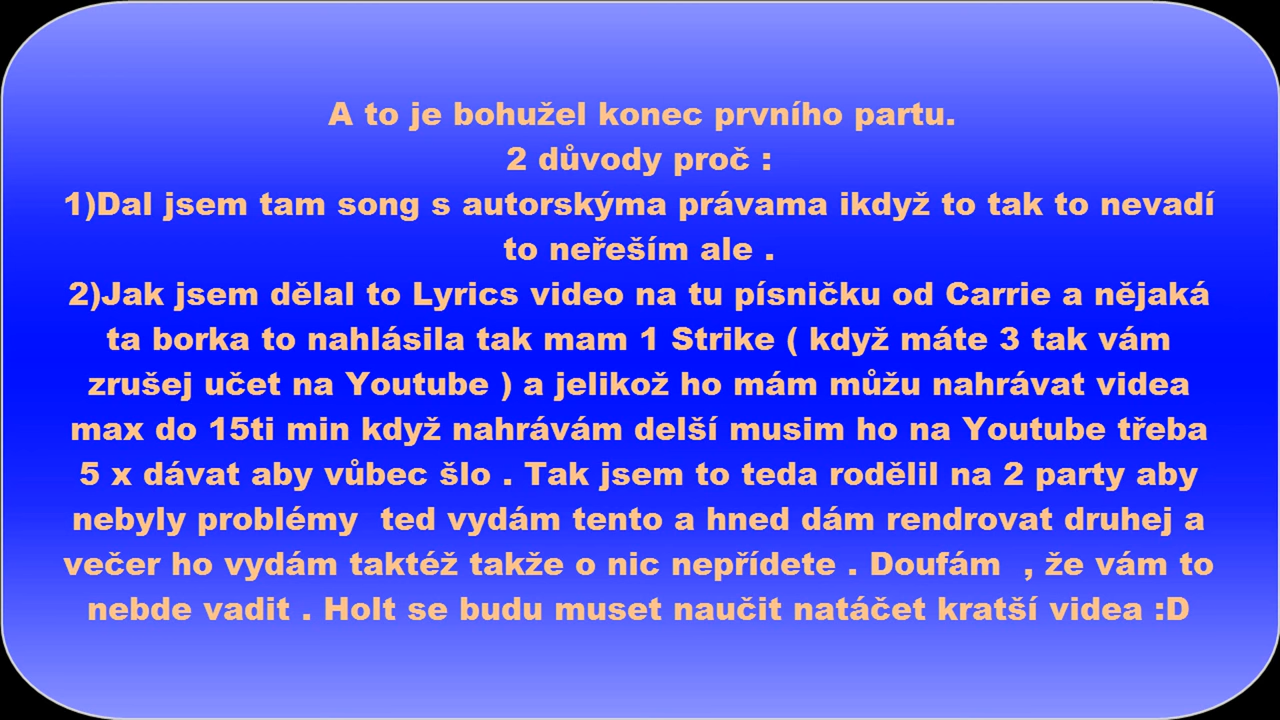 A to je bohužel konec prvního partu.
2 důvody proč :
1)Dal jsem tam song s autorskýma právama ikdyž to tak to nevadí
to neřeším ale .
2)Jak jsem dělal to Lyrics video na tu písničku od Carrie a nějaká
ta borka to nahlásila tak mam 1 Strike ( když máte 3 tak vám
zrušej učet na Youtube ) a jelikož ho mám můžu nahrávat videa
max do 15ti min když nahrávám delší musim ho na Youtube třeba
5 x dávat aby vůbec šlo . Tak jsem to teda rodělil na 2 party aby
nebyly problémy  ted vydám tento a hned dám rendrovat druhej a
večer ho vydám taktéž takže o nic nepřídete . Doufám  , že vám to
nebde vadit . Holt se budu muset naučit natáčet kratší videa :D